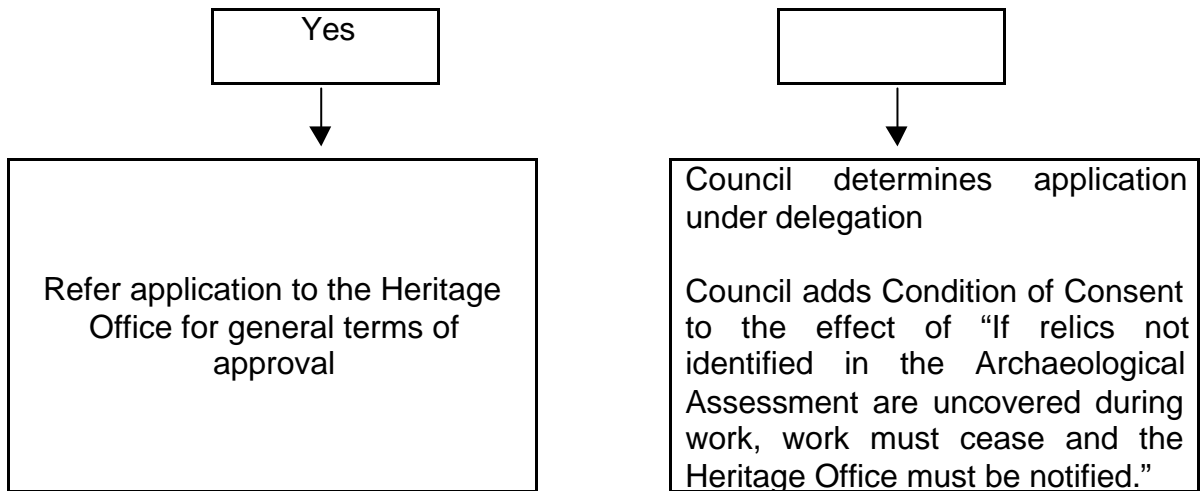 Yes
Refer application to the Heritage
Office for general terms of
approval
Council determines application
under delegation
Council adds Condition of Consent
to the effect of “If relics not
identified in the Archaeological
Assessment are uncovered during
work, work must cease and the
Heritage Office must be notified.”